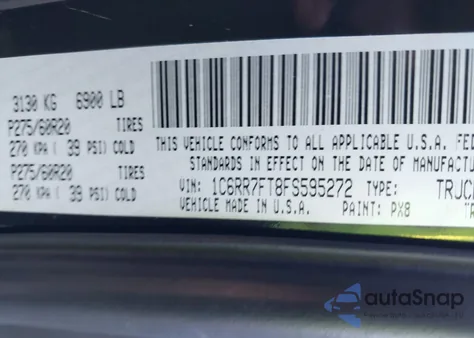 3130 KG 6900 LB
P275/60R20 TIRES
270 KPA ( 39 PSI) COLD
P275/60R20 TIRES
270 KPA ( 39 PSI) COLD
THIS VEHICLE CONFORMS TO ALL APPLICABLE U.S.A. FED
STANDARDS IN EFFECT ON THE DATE OF MANUFACTUR
VIN: 1C6RR7FT8FS595272 TYPE: TRJC
VEHICLE MADE IN U.S.A. PAINT: PX8
autoSnap